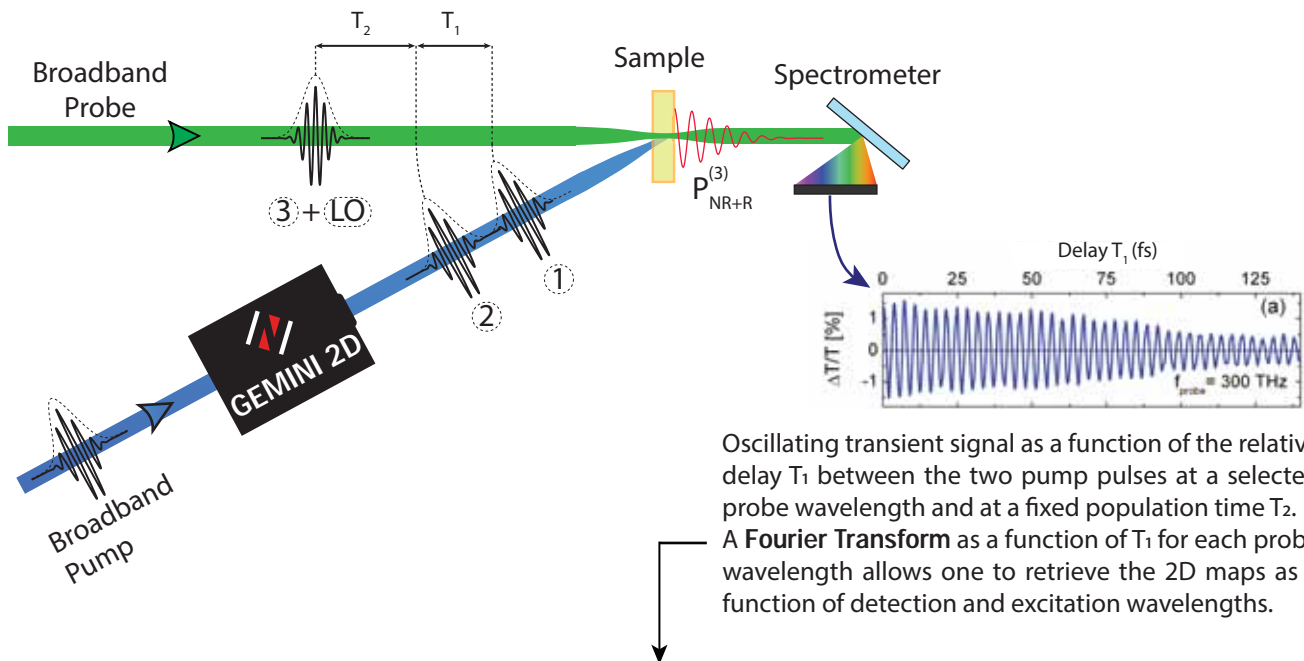 T2 T1
Broadband
Probe
Sample
Spectrometer
3 + LO
P(3)NR+R
1
2
GEMINI 2D
Broadband
Pump
Delay T1 (fs)
0 25 50 75 100 125
ΔT/T [%]
1
0
-1
(a)
fprobe= 300 THz
Oscillating transient signal as a function of the relativ
delay T1 between the two pump pulses at a selecte
probe wavelength and at a fixed population time T2.
A Fourier Transform as a function of T1 for each prob
wavelength allows one to retrieve the 2D maps as
function of detection and excitation wavelengths.